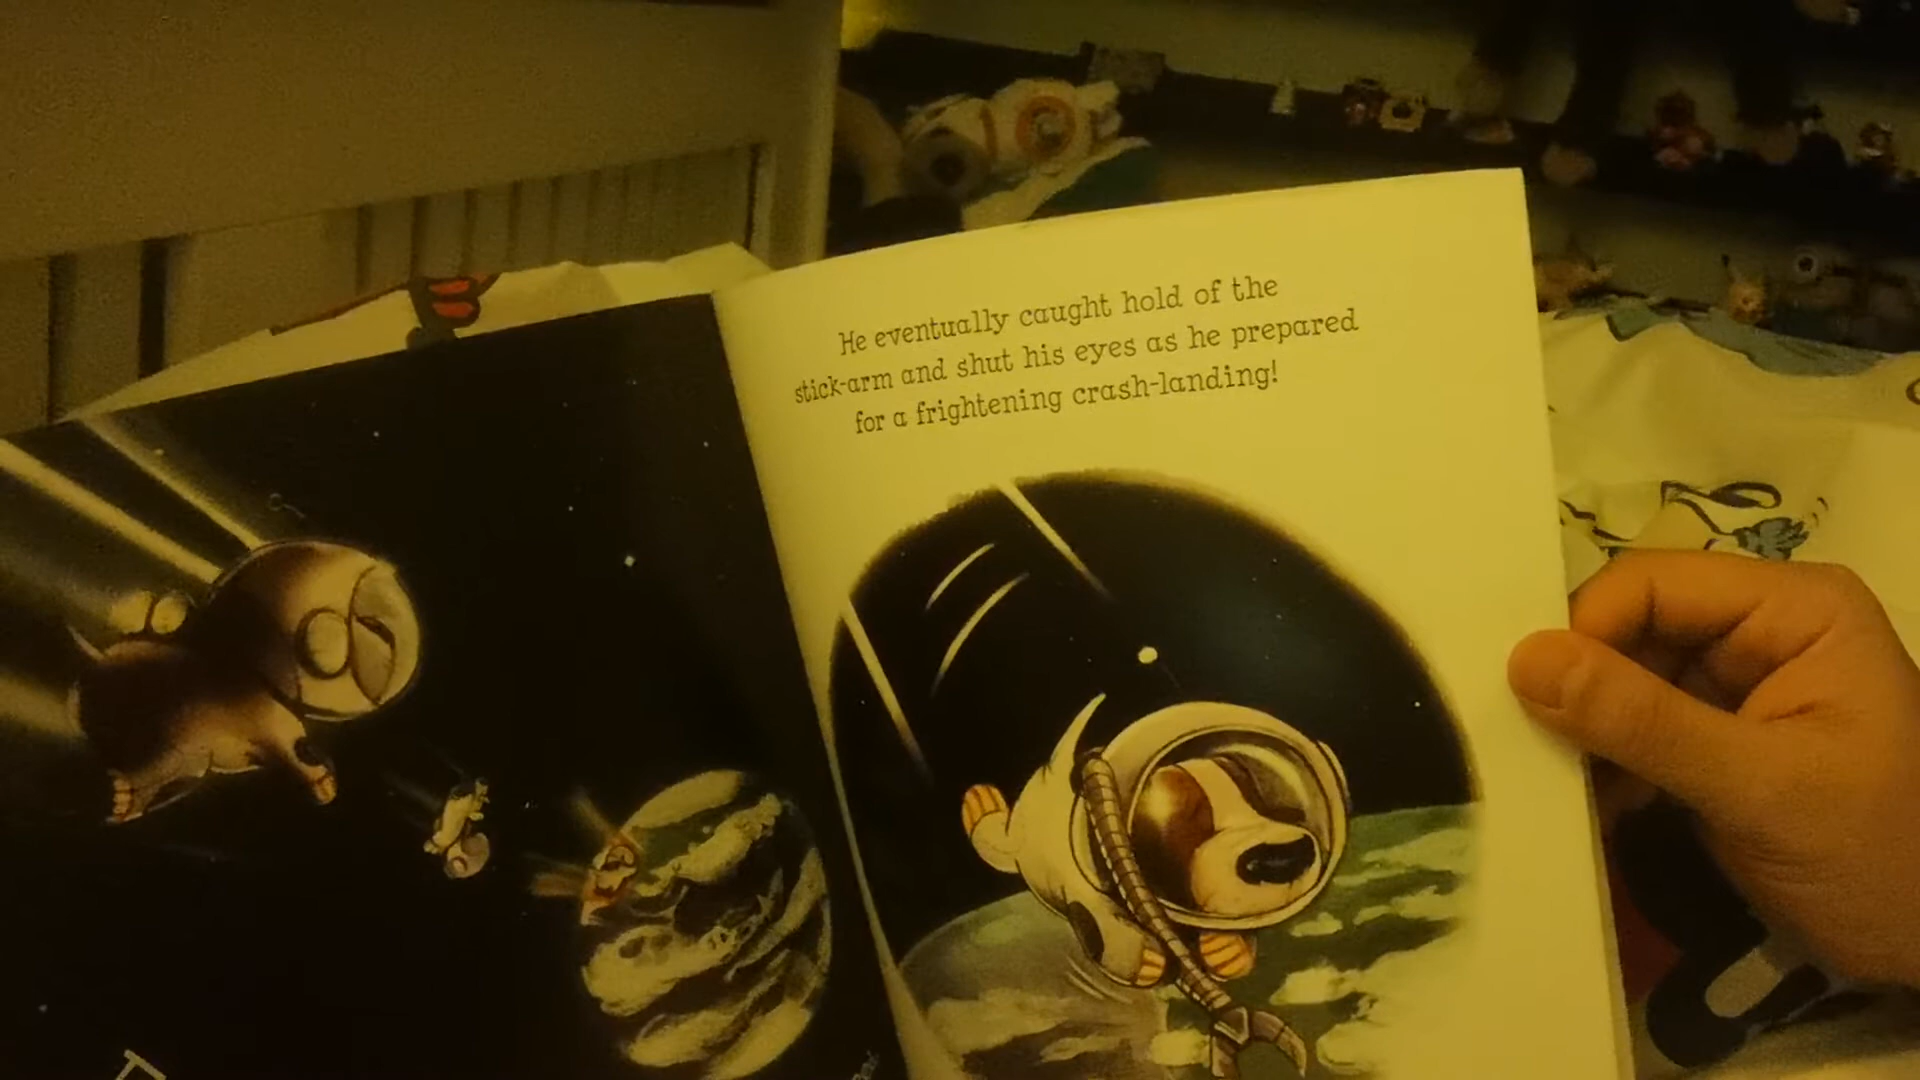 He eventually caught hold of the
stick-arm and shut his eyes as he prepared
for a frightening crash-landing!